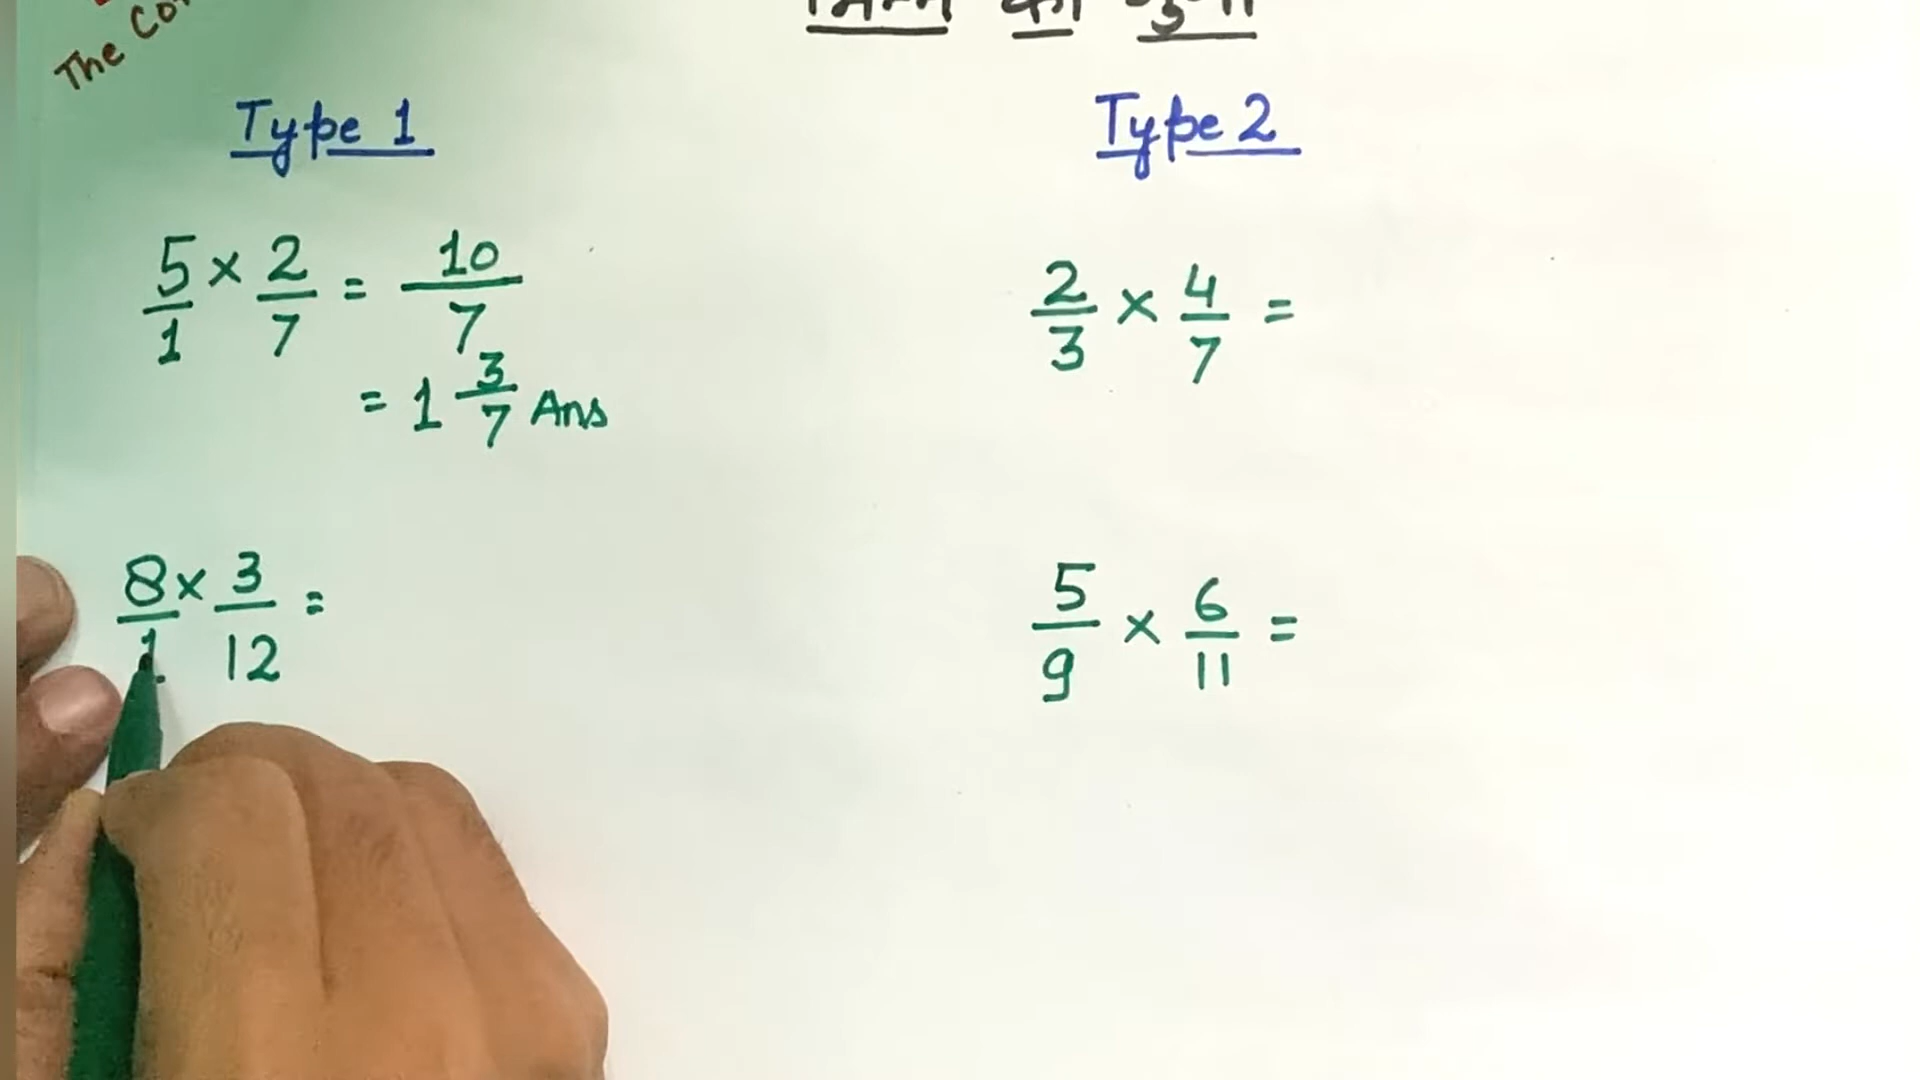 The
भिन्न का गुणा
Type 1
5/1 × 2/7 = 10/7
= 1 3/7 Ans
8/1 × 3/12 =
Type 2
2/3 × 4/7 =
5/9 × 6/11 =